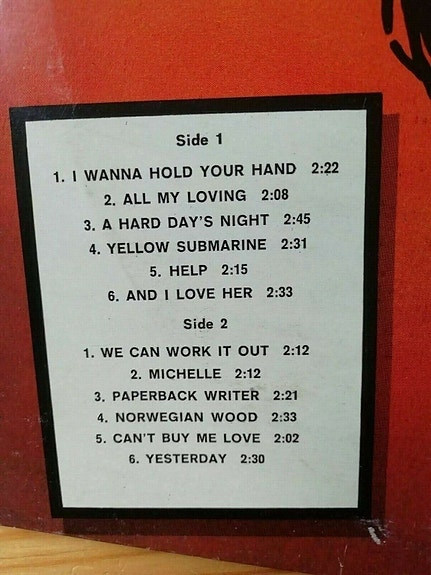 Side 1
1. I WANNA HOLD YOUR HAND 2:22
2. ALL MY LOVING 2:08
3. A HARD DAY'S NIGHT 2:45
4. YELLOW SUBMARINE 2:31
5. HELP 2:15
6. AND I LOVE HER 2:33
Side 2
1. WE CAN WORK IT OUT 2:12
2. MICHELLE 2:12
3. PAPERBACK WRITER 2:21
4. NORWEGIAN WOOD 2:33
5. CAN'T BUY ME LOVE 2:02
6. YESTERDAY 2:30